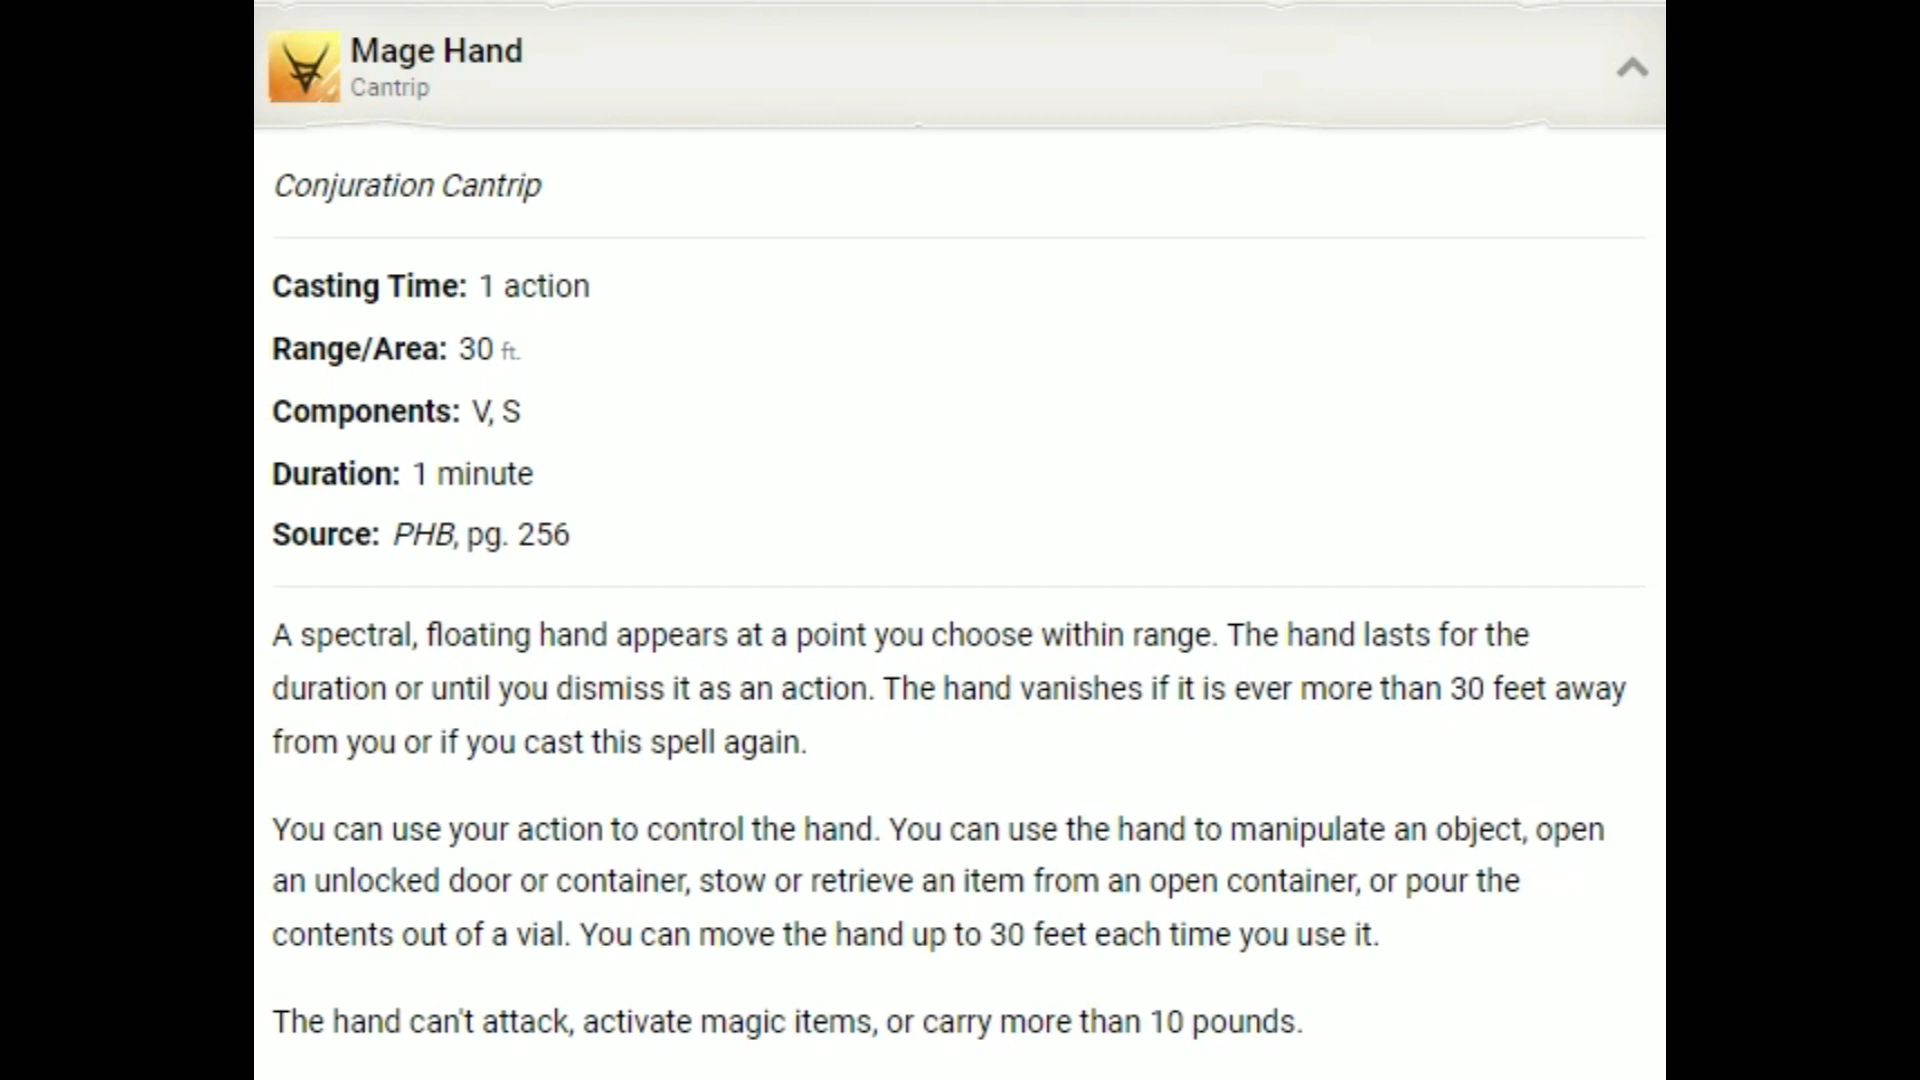 Mage Hand
Cantrip
Conjuration Cantrip
Casting Time: 1 action
Range/Area: 30 ft.
Components: V, S
Duration: 1 minute
Source: PHB, pg. 256
A spectral, floating hand appears at a point you choose within range. The hand lasts for the
duration or until you dismiss it as an action. The hand vanishes if it is ever more than 30 feet away
from you or if you cast this spell again.
You can use your action to control the hand. You can use the hand to manipulate an object, open
an unlocked door or container, stow or retrieve an item from an open container, or pour the
contents out of a vial. You can move the hand up to 30 feet each time you use it.
The hand can't attack, activate magic items, or carry more than 10 pounds.